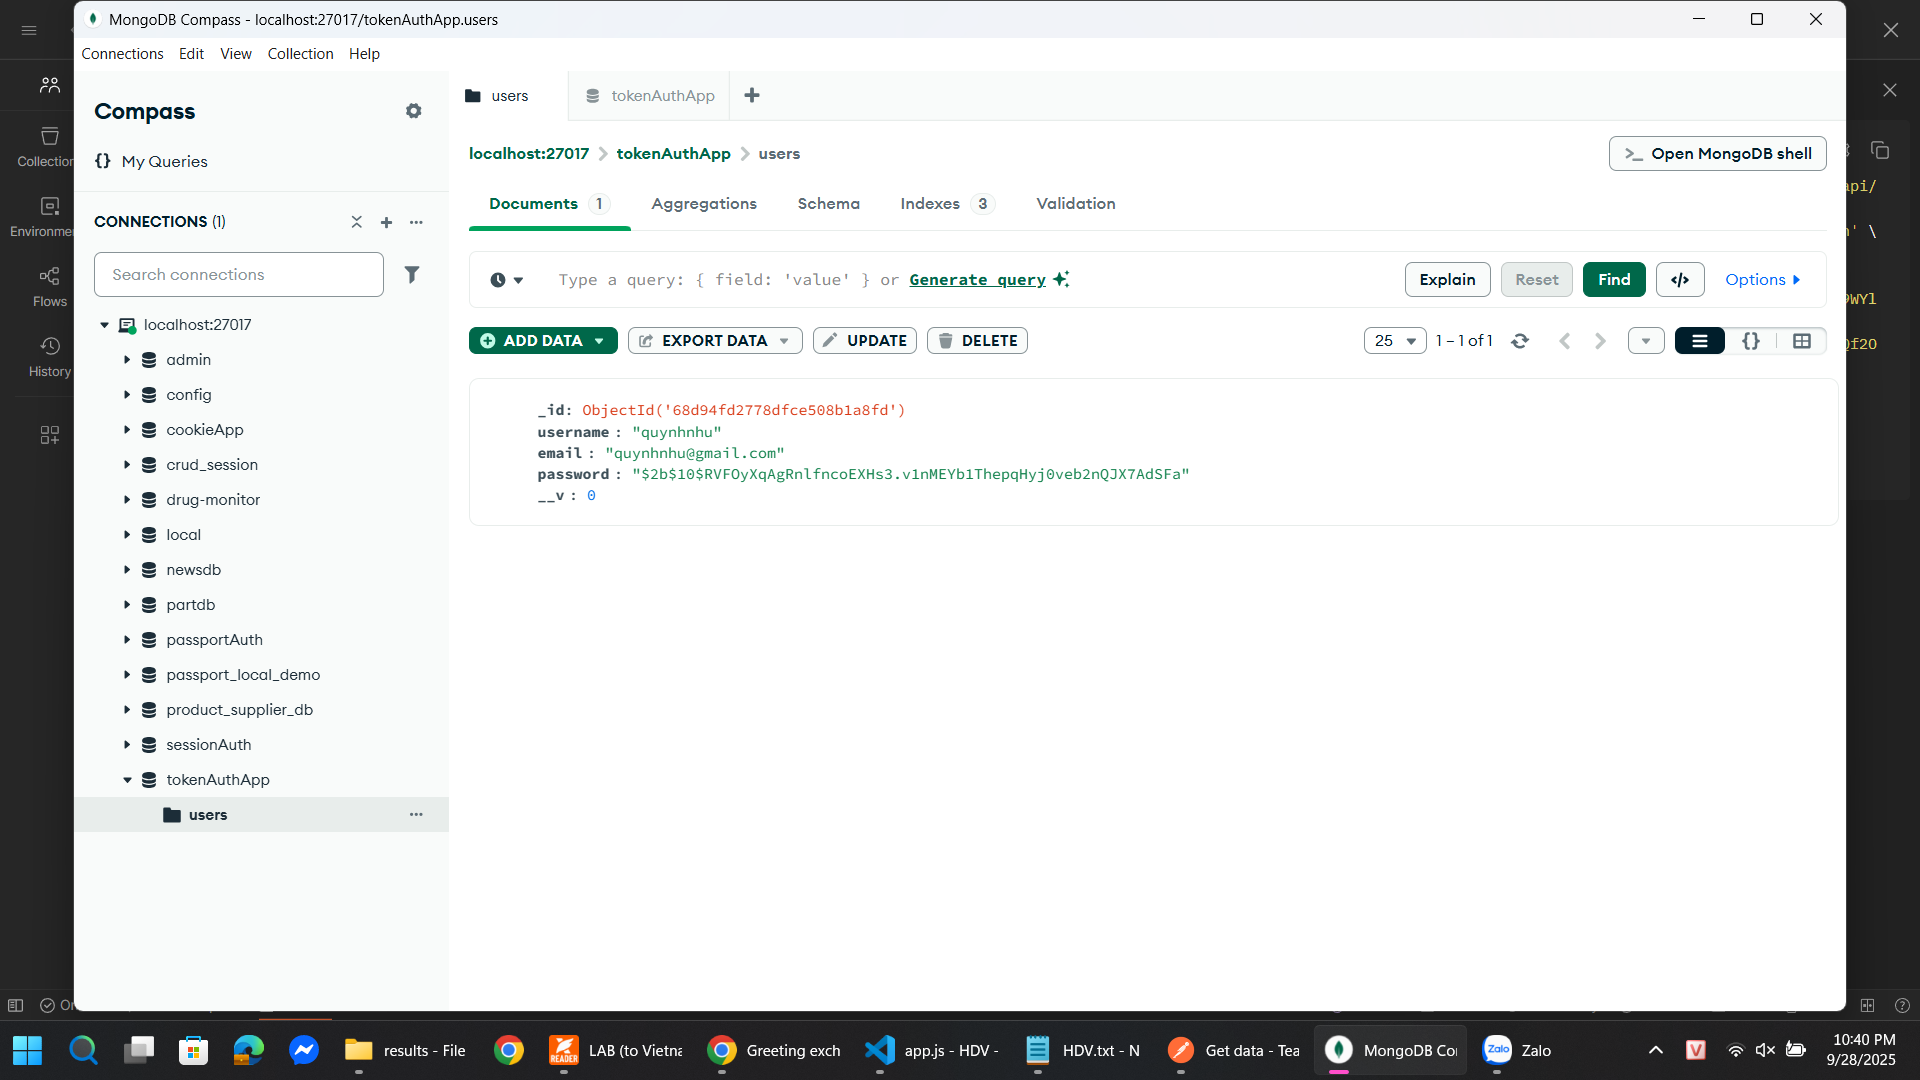 MongoDB Compass - localhost:27017/tokenAuthApp.users
Connections Edit View Collection Help
Compass
My Queries
CONNECTIONS (1)
Search connections
localhost:27017
admin
config
cookieApp
crud_session
drug-monitor
local
newsdb
partdb
passportAuth
passport_local_demo
product_supplier_db
sessionAuth
tokenAuthApp
users
users tokenAuthApp
localhost:27017 > tokenAuthApp > users
>_ Open MongoDB shell
Documents 1 Aggregations Schema Indexes 3 Validation
Type a query: { field: 'value' } or Generate query
Explain Reset Find </> Options
ADD DATA EXPORT DATA UPDATE DELETE
25 1 – 1 of 1 {}
_id: ObjectId('68d94fd2778dfce508b1a8fd')
username : "quynhnhu"
email : "quynhnhu@gmail.com"
password : "$2b$10$RVFOyXqAgRnlfncoEXHs3.v1nMEYb1ThepqHyj0veb2nQJX7AdSFa"
__v : 0
Collection
Environme
Flows
History
On
api/
' \
9WYl
Qf2O
results - File
LAB (to Vietna
Greeting exch
app.js - HDV -
HDV.txt - N
Get data - Tea
MongoDB Co
Zalo
10:40 PM
9/28/2025